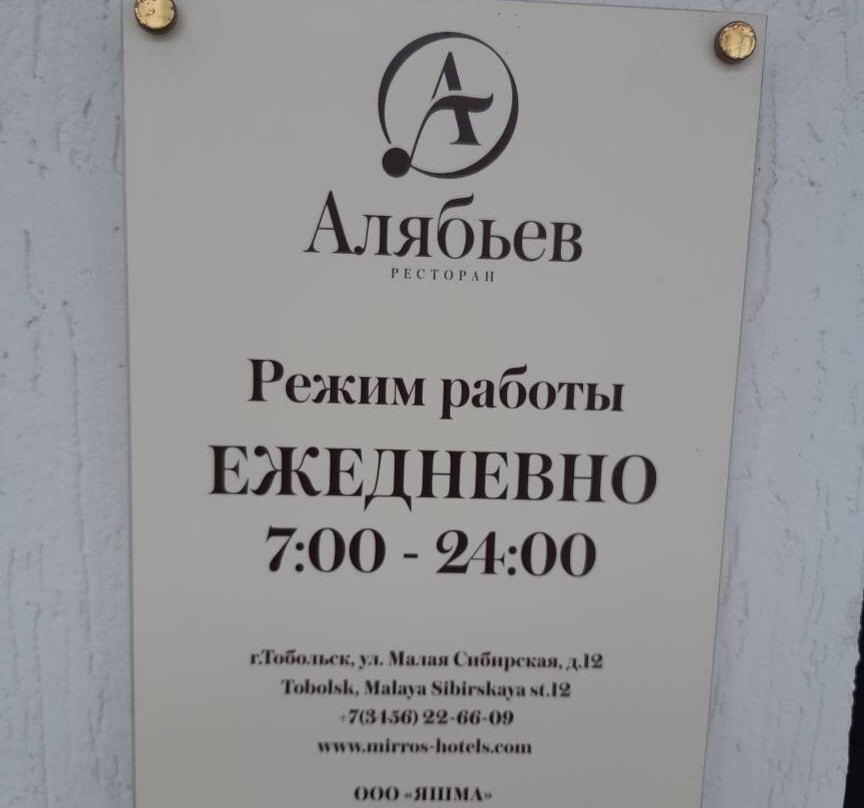 А
Алябьев
РЕСТОРАН
Режим работы
ЕЖЕДНЕВНО
7:00 - 24:00
г.Тобольск, ул. Малая Сибирская, д.12
Tobolsk, Malaya Sibirskaya st.12
+7(3456) 22-66-09
www.mirros-hotels.com
ООО «ЯШМА»